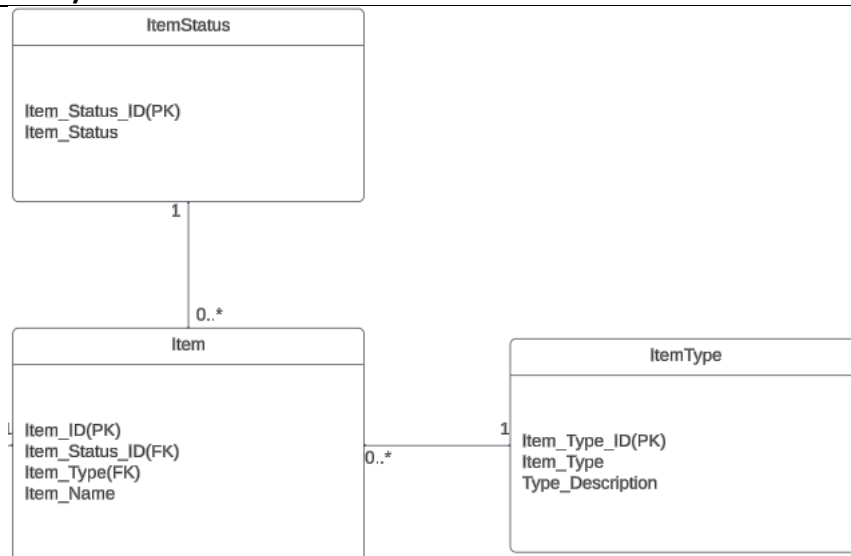 ItemStatus
Item_Status_ID(PK)
Item_Status
1
0..*
Item
Item_ID(PK)
Item_Status_ID(FK)
Item_Type(FK)
Item_Name
0..*
1
ItemType
Item_Type_ID(PK)
Item_Type
Type_Description